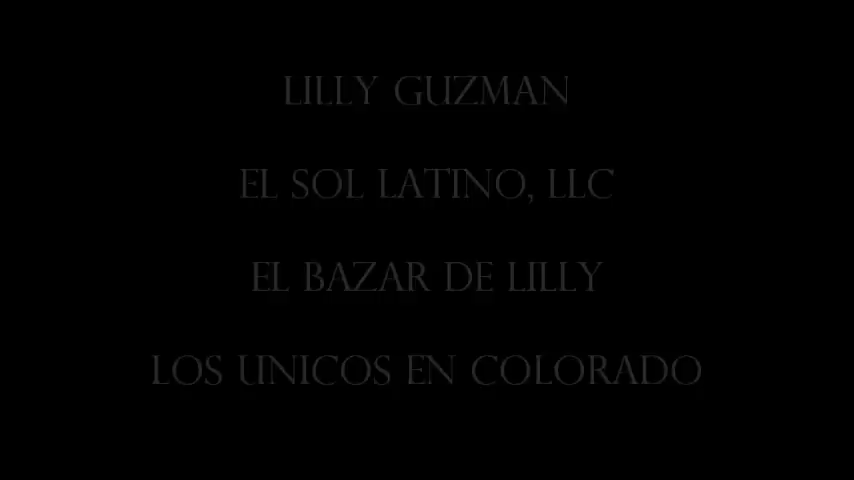 LILLY GUZMAN
EL SOL LATINO, LLC
EL BAZAR DE LILLY
LOS UNICOS EN COLORADO